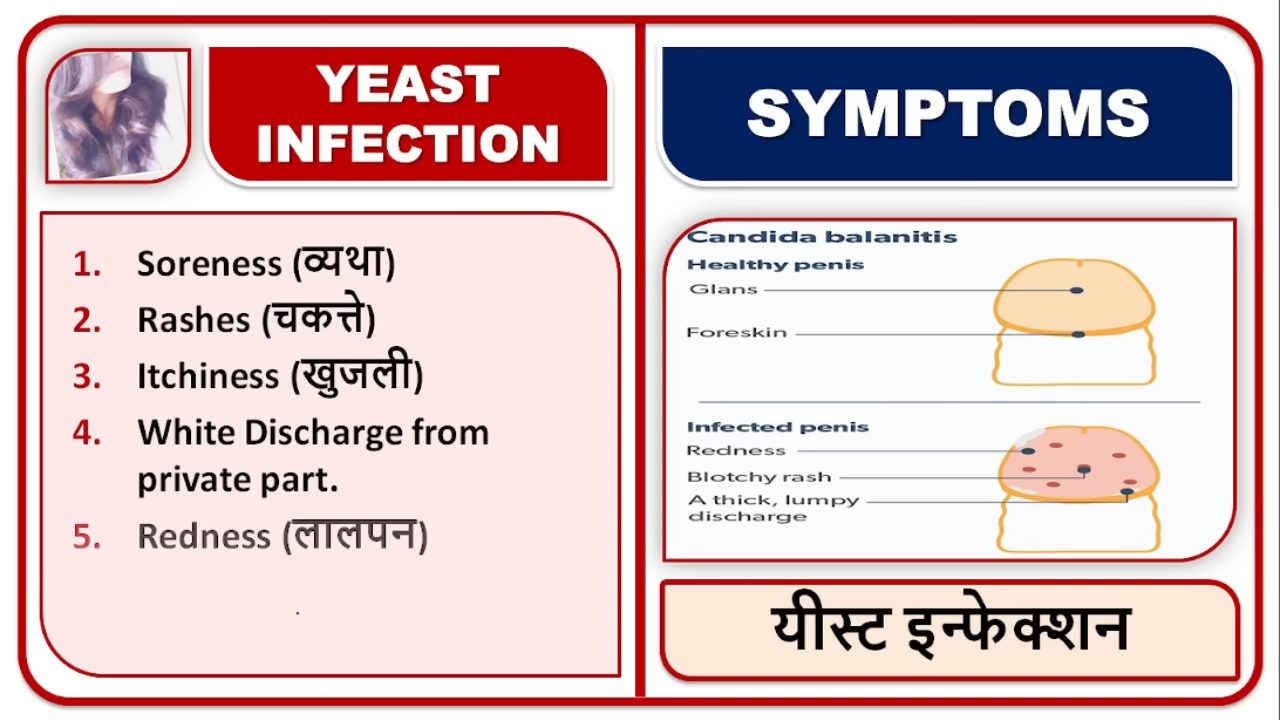 YEAST
INFECTION
1. Soreness (व्यथा)
2. Rashes (चकत्ते)
3. Itchiness (खुजली)
4. White Discharge from
private part.
5. Redness (लालपन)
.
SYMPTOMS
Candida balanitis
Healthy penis
Glans
Foreskin
Infected penis
Redness
Blotchy rash
A thick, lumpy
discharge
यीस्ट इन्फेक्शन